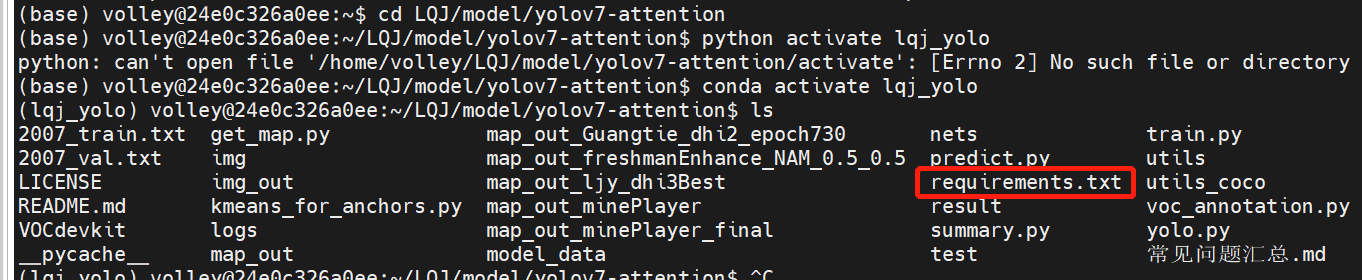 (base) volley@24e0c326a0ee:~$ cd LQJ/model/yolov7-attention
(base) volley@24e0c326a0ee:~/LQJ/model/yolov7-attention$ python activate lqj_yolo
python: can't open file '/home/volley/LQJ/model/yolov7-attention/activate': [Errno 2] No such file or directory
(base) volley@24e0c326a0ee:~/LQJ/model/yolov7-attention$ conda activate lqj_yolo
(lqj_yolo) volley@24e0c326a0ee:~/LQJ/model/yolov7-attention$ ls
2007_train.txt get_map.py map_out_Guangtie_dhi2_epoch730 nets train.py
2007_val.txt img map_out_freshmanEnhance_NAM_0.5_0.5 predict.py utils
LICENSE img_out map_out_ljy_dhi3Best requirements.txt utils_coco
README.md kmeans_for_anchors.py map_out_minePlayer result voc_annotation.py
VOCdevkit logs map_out_minePlayer_final summary.py yolo.py
__pycache__ map_out model_data test 常见问题汇总.md
(lqj_yolo) volley@24e0c326a0ee:~/LQJ/model/yolov7-attention$ ^C